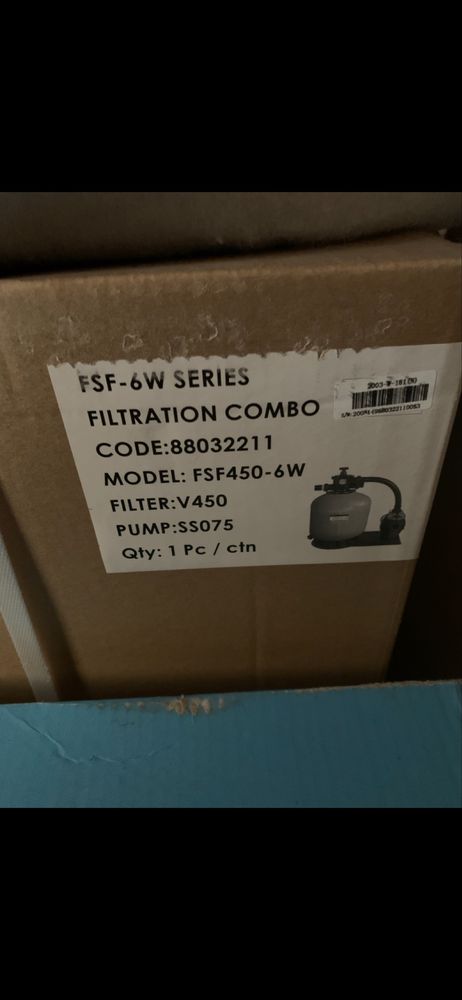 FSF-6W SERIES
FILTRATION COMBO
CODE:88032211
MODEL: FSF450-6W
FILTER:V450
PUMP:SS075
Qty: 1 Pc / ctn